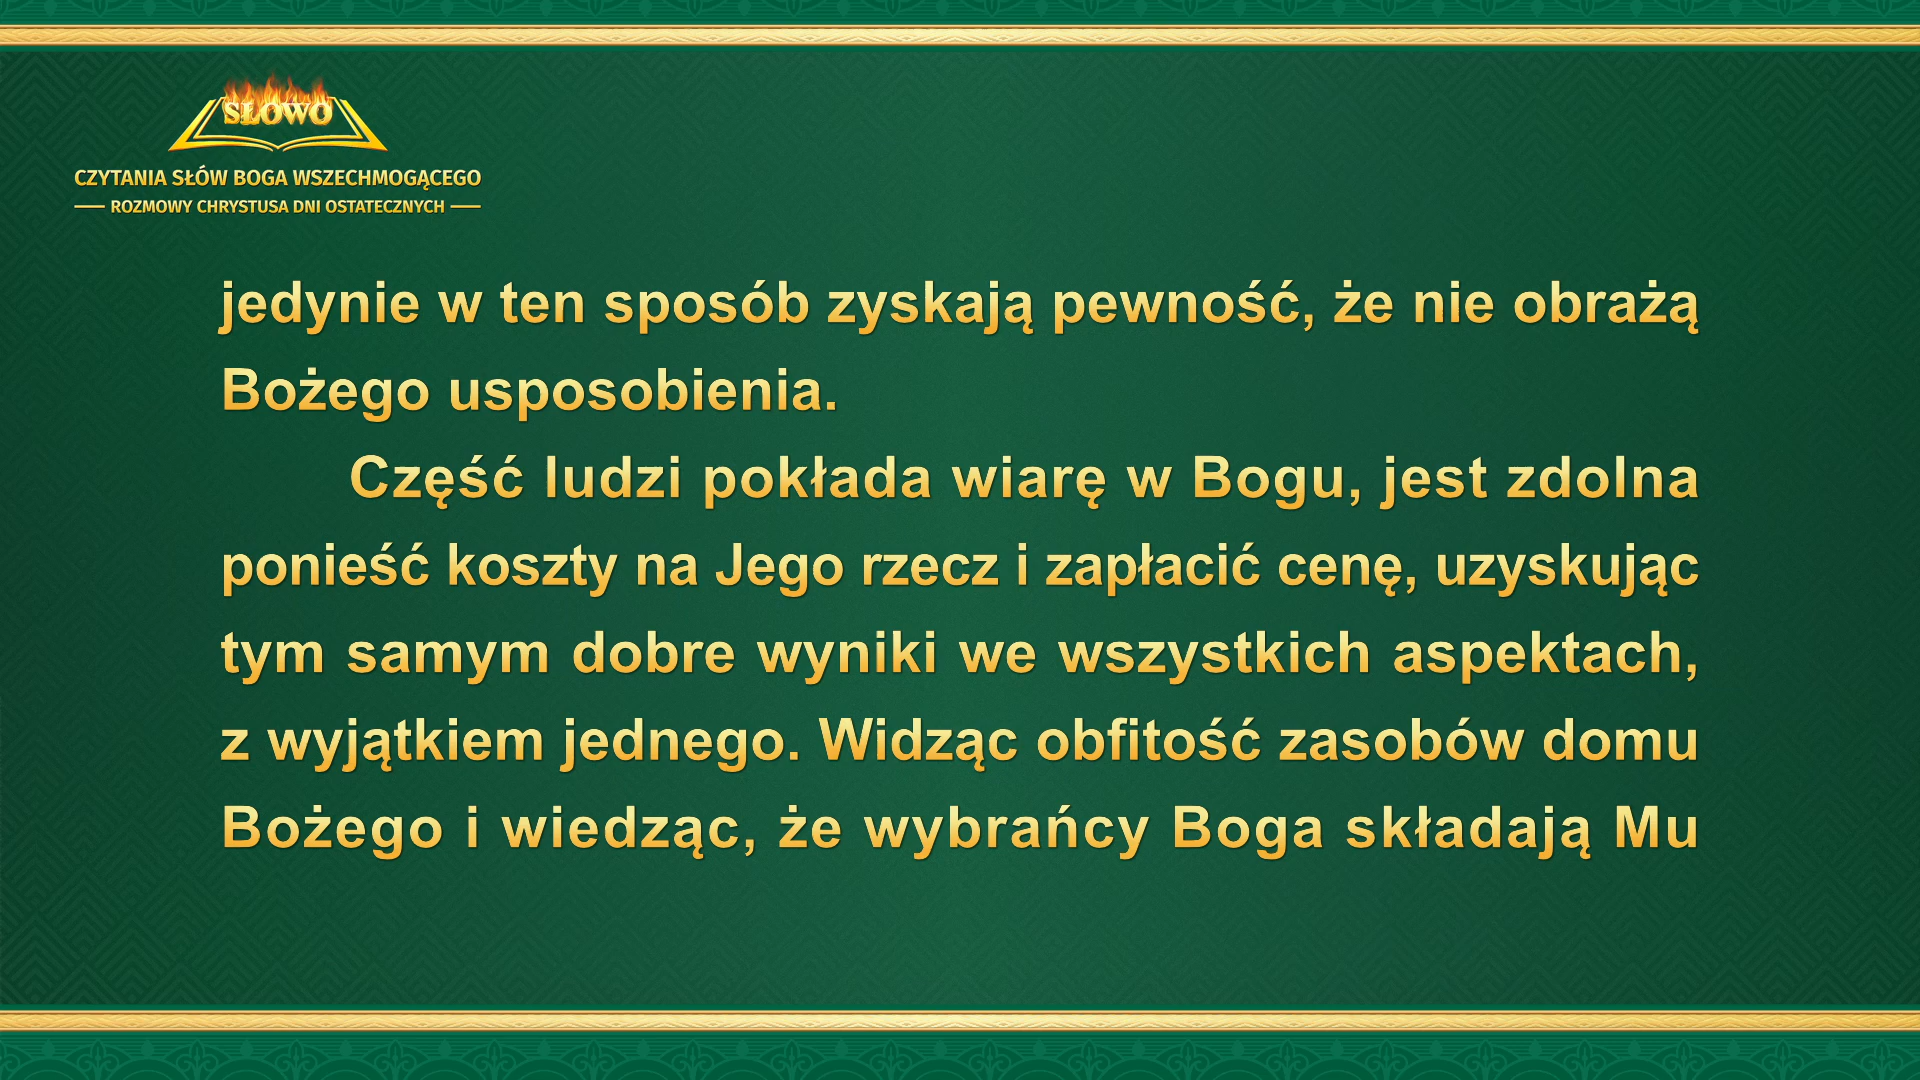 SŁOWO
CZYTANIA SŁÓW BOGA WSZECHMOGĄCEGO
ROZMOWY CHRYSTUSA DNI OSTATECZNYCH
jedynie w ten sposób zyskają pewność, że nie obrażą
Bożego usposobienia.
Część ludzi pokłada wiarę w Bogu, jest zdolna
ponieść koszty na Jego rzecz i zapłacić cenę, uzyskując
tym samym dobre wyniki we wszystkich aspektach,
z wyjątkiem jednego. Widząc obfitość zasobów domu
Bożego i wiedząc, że wybrańcy Boga składają Mu